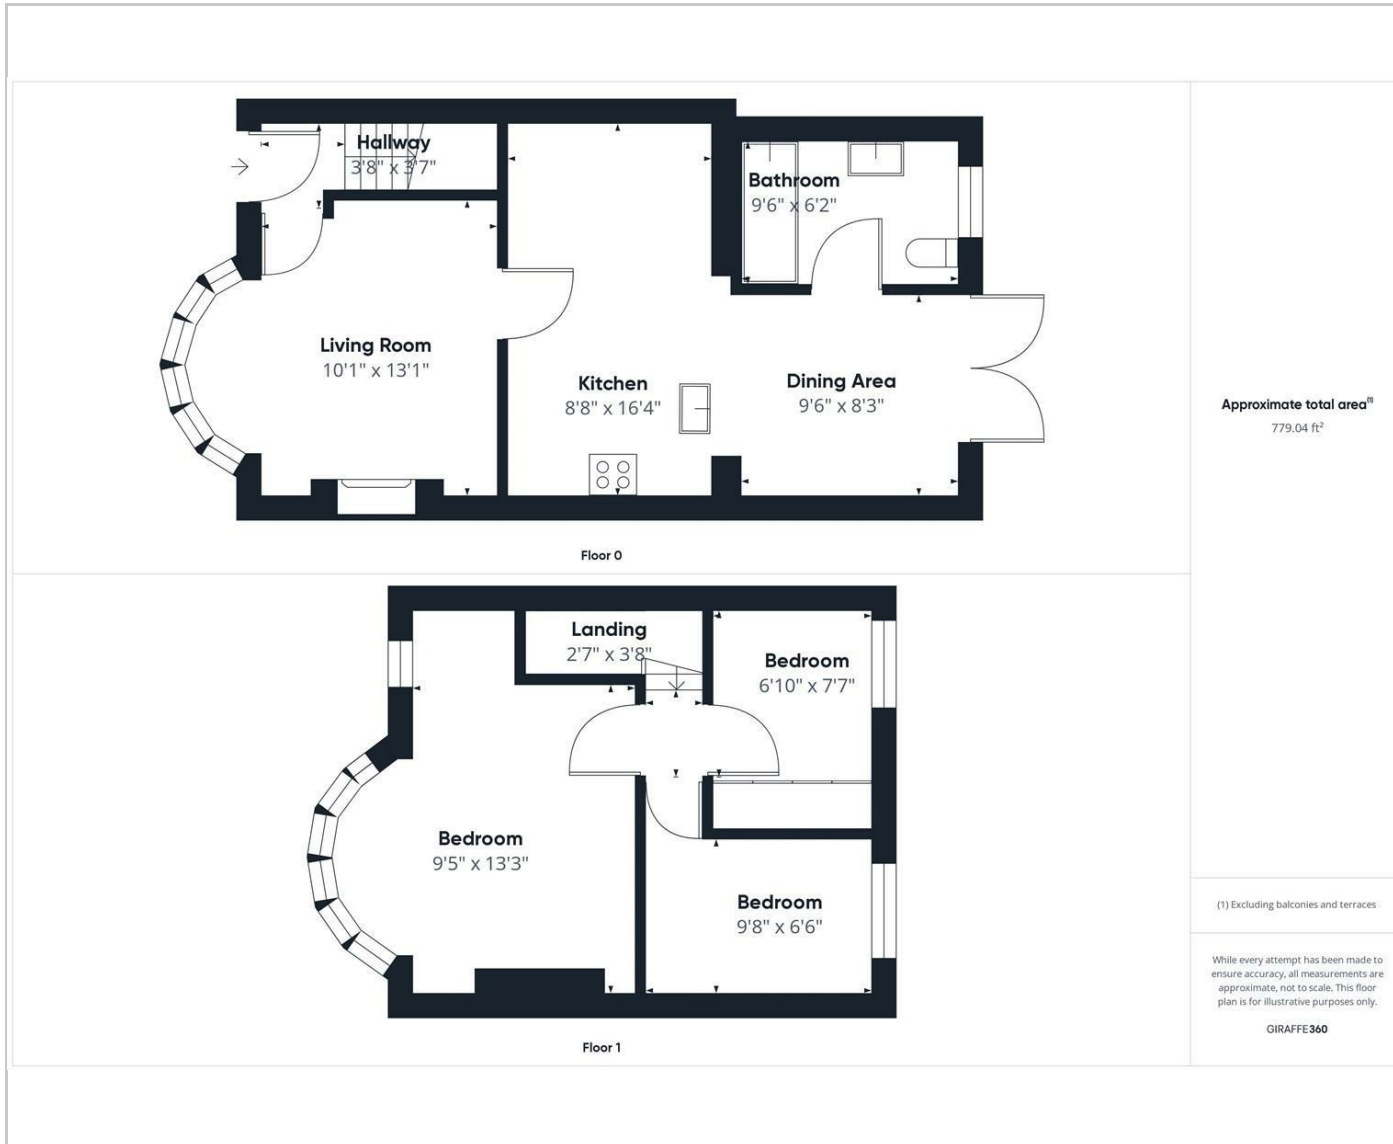 Hallway
3'8" x 3'7"
Bathroom
9'6" x 6'2"
Living Room
10'1" x 13'1"
Kitchen
8'8" x 16'4"
Dining Area
9'6" x 8'3"
Floor 0
Landing
2'7" x 3'8"
Bedroom
6'10" x 7'7"
Bedroom
9'5" x 13'3"
Bedroom
9'8" x 6'6"
Floor 1
Approximate total area(1)
779.04 ft²
(1) Excluding balconies and terraces
While every attempt has been made to
ensure accuracy, all measurements are
approximate, not to scale. This floor
plan is for illustrative purposes only.
GIRAFFE360